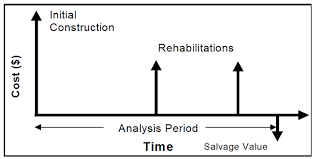 Initial
Construction
Rehabilitations
Cost ($)
Analysis Period
Time
Salvage Value